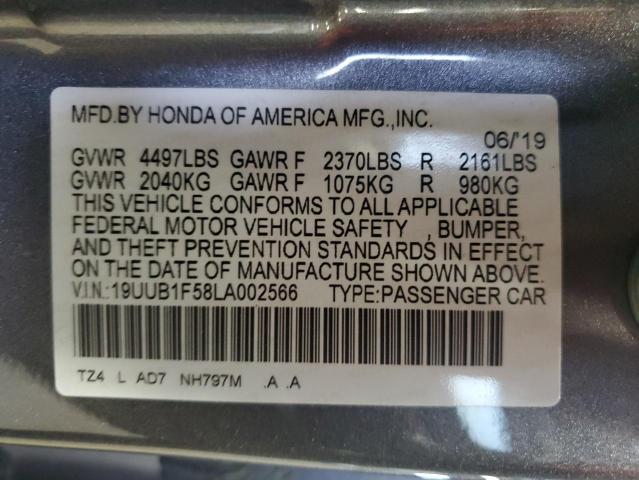 MFD.BY HONDA OF AMERICA MFG.,INC.
06/'19
GVWR 4497LBS GAWR F 2370LBS R 2161LBS
GVWR 2040KG GAWR F 1075KG R 980KG
THIS VEHICLE CONFORMS TO ALL APPLICABLE
FEDERAL MOTOR VEHICLE SAFETY , BUMPER,
AND THEFT PREVENTION STANDARDS IN EFFECT
ON THE DATE OF MANUFACTURE SHOWN ABOVE.
V.I.N.:19UUB1F58LA002566 TYPE:PASSENGER CAR
TZ4 L AD7 NH797M .A .A